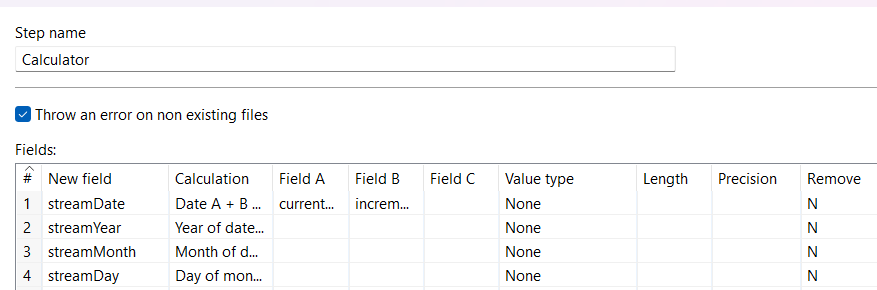 Step name
Calculator
Throw an error on non existing files
Fields:
# New field Calculation Field A Field B Field C Value type Length Precision Remove
1 streamDate Date A + B ... current... increm... None N
2 streamYear Year of date... None N
3 streamMonth Month of d... None N
4 streamDay Day of mon... None N